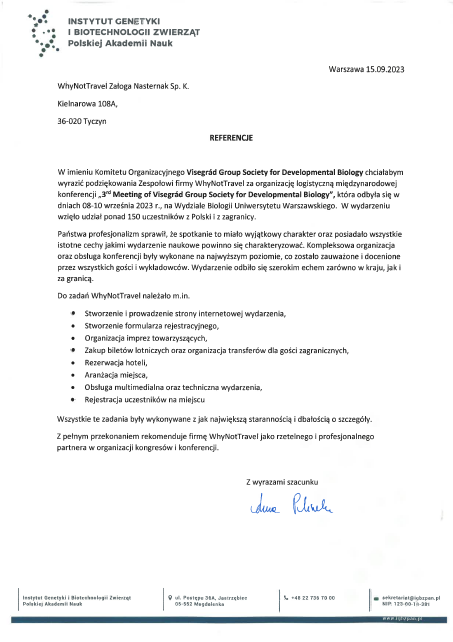 INSTYTUT GENETYKI
I BIOTECHNOLOGII ZWIERZĄT
Polskiej Akademii Nauk
Warszawa 15.09.2023
WhyNotTravel Załoga Nasternak Sp. K.
Kielnarowa 108A,
36-020 Tyczyn
REFERENCJE
W imieniu Komitetu Organizacyjnego Visegrád Group Society for Developmental Biology chciałabym
wyrazić podziękowania Zespołowi firmy WhyNotTravel za organizację logistyczną międzynarodowej
konferencji „3rd Meeting of Visegrád Group Society for Developmental Biology”, która odbyła się w
dniach 08-10 września 2023 r., na Wydziale Biologii Uniwersytetu Warszawskiego. W wydarzeniu
wzięło udział ponad 150 uczestników z Polski i z zagranicy.
Państwa profesjonalizm sprawił, że spotkanie to miało wyjątkowy charakter oraz posiadało wszystkie
istotne cechy jakimi wydarzenie naukowe powinno się charakteryzować. Kompleksowa organizacja
oraz obsługa konferencji były wykonane na najwyższym poziomie, co zostało zauważone i docenione
przez wszystkich gości i wykładowców. Wydarzenie odbiło się szerokim echem zarówno w kraju, jak i
za granicą.
Do zadań WhyNotTravel należało m.in.
• Stworzenie i prowadzenie strony internetowej wydarzenia,
• Stworzenie formularza rejestracyjnego,
• Organizacja imprez towarzyszących,
• Zakup biletów lotniczych oraz organizacja transferów dla gości zagranicznych,
• Rezerwacja hoteli,
• Aranżacja miejsca,
• Obsługa multimedialna oraz techniczna wydarzenia,
• Rejestracja uczestników na miejscu
Wszystkie te zadania były wykonywane z jak największą starannością i dbałością o szczegóły.
Z pełnym przekonaniem rekomenduje firmę WhyNotTravel jako rzetelnego i profesjonalnego
partnera w organizacji kongresów i konferencji.
Z wyrazami szacunku
Instytut Genetyki i Biotechnologii Zwierząt
Polskiej Akademii Nauk
ul. Postępu 36A, Jastrzębiec
05-552 Magdalenka
+48 22 736 70 00
sekretariat@igbzpan.pl
www.igbzpan.pl